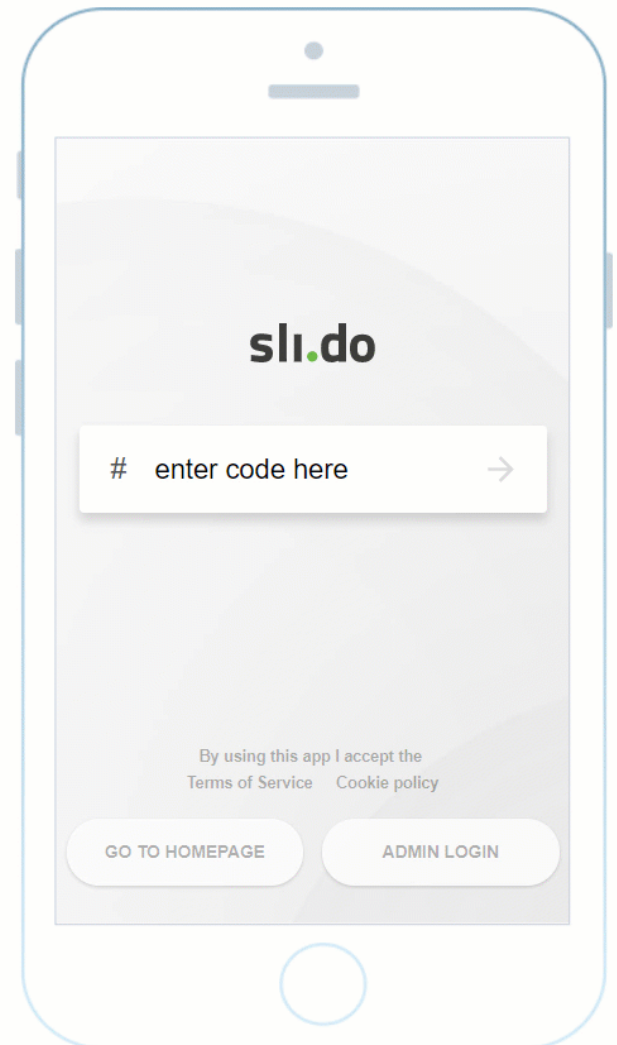 sli.do
# enter code here
By using this app I accept the
Terms of Service Cookie policy
GO TO HOMEPAGE ADMIN LOGIN